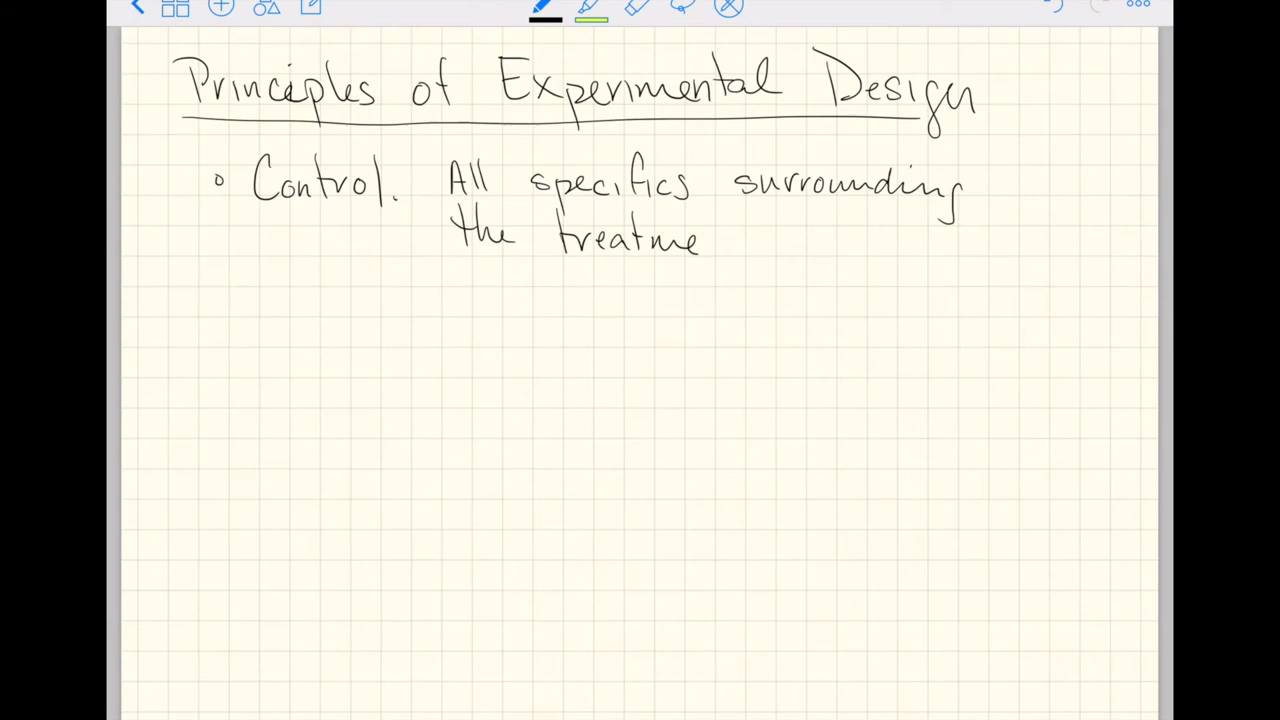 Principles of Experimental Design
o Control. All specifics surrounding
the treatme